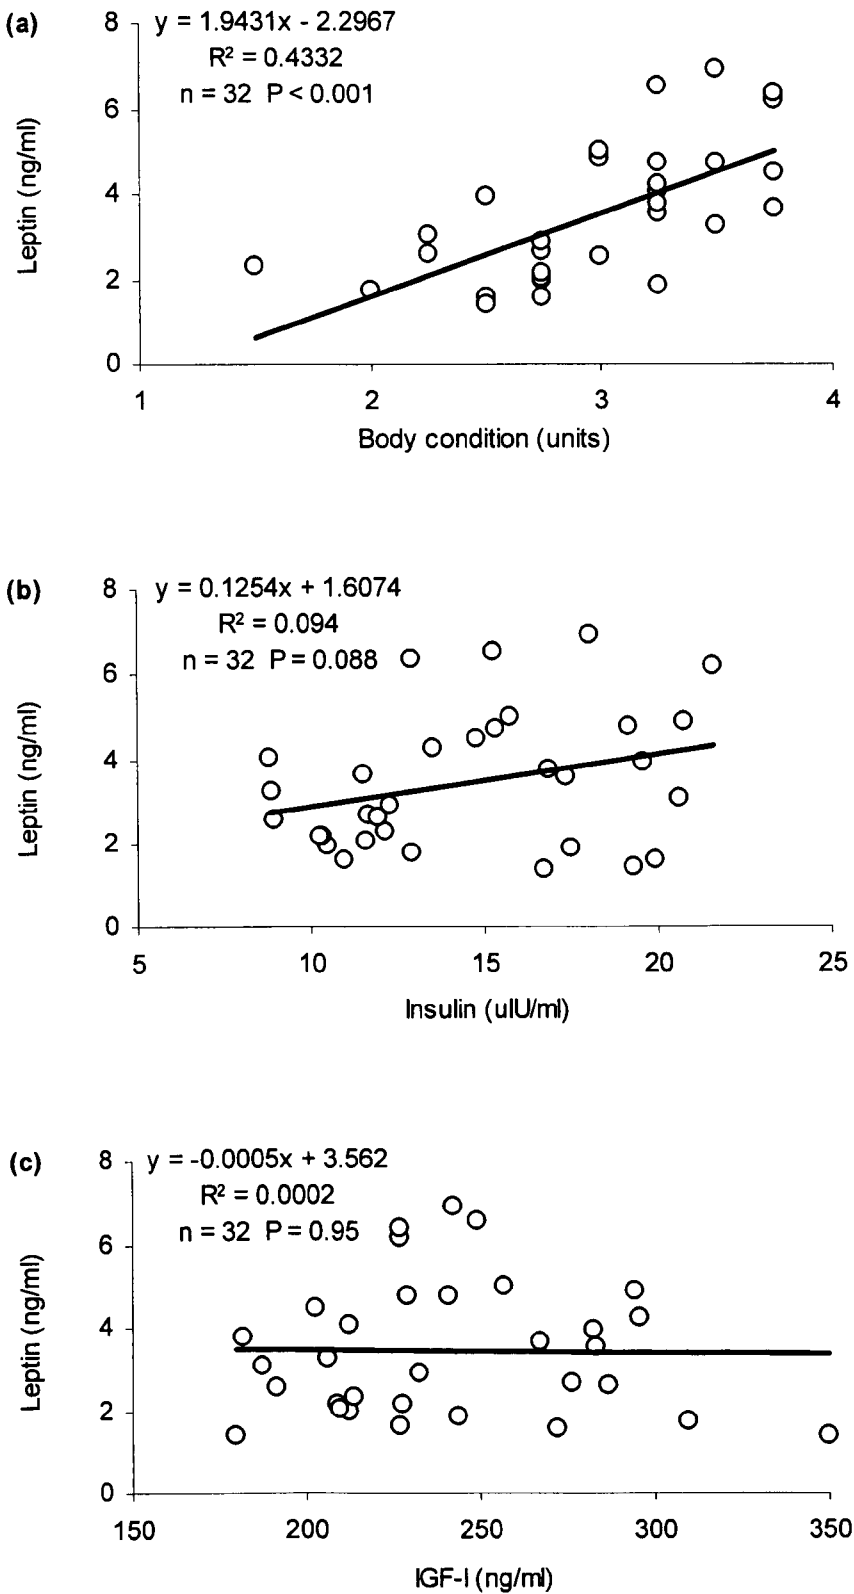 (a)
y = 1.9431x - 2.2967
R² = 0.4332
n = 32 P < 0.001
8
6
4
2
0
Leptin (ng/ml)
1 2 3 4
Body condition (units)
(b)
y = 0.1254x + 1.6074
R² = 0.094
n = 32 P = 0.088
8
6
4
2
0
Leptin (ng/ml)
5 10 15 20 25
Insulin (uIU/ml)
(c)
y = -0.0005x + 3.562
R² = 0.0002
n = 32 P = 0.95
8
6
4
2
0
Leptin (ng/ml)
150 200 250 300 350
IGF-I (ng/ml)